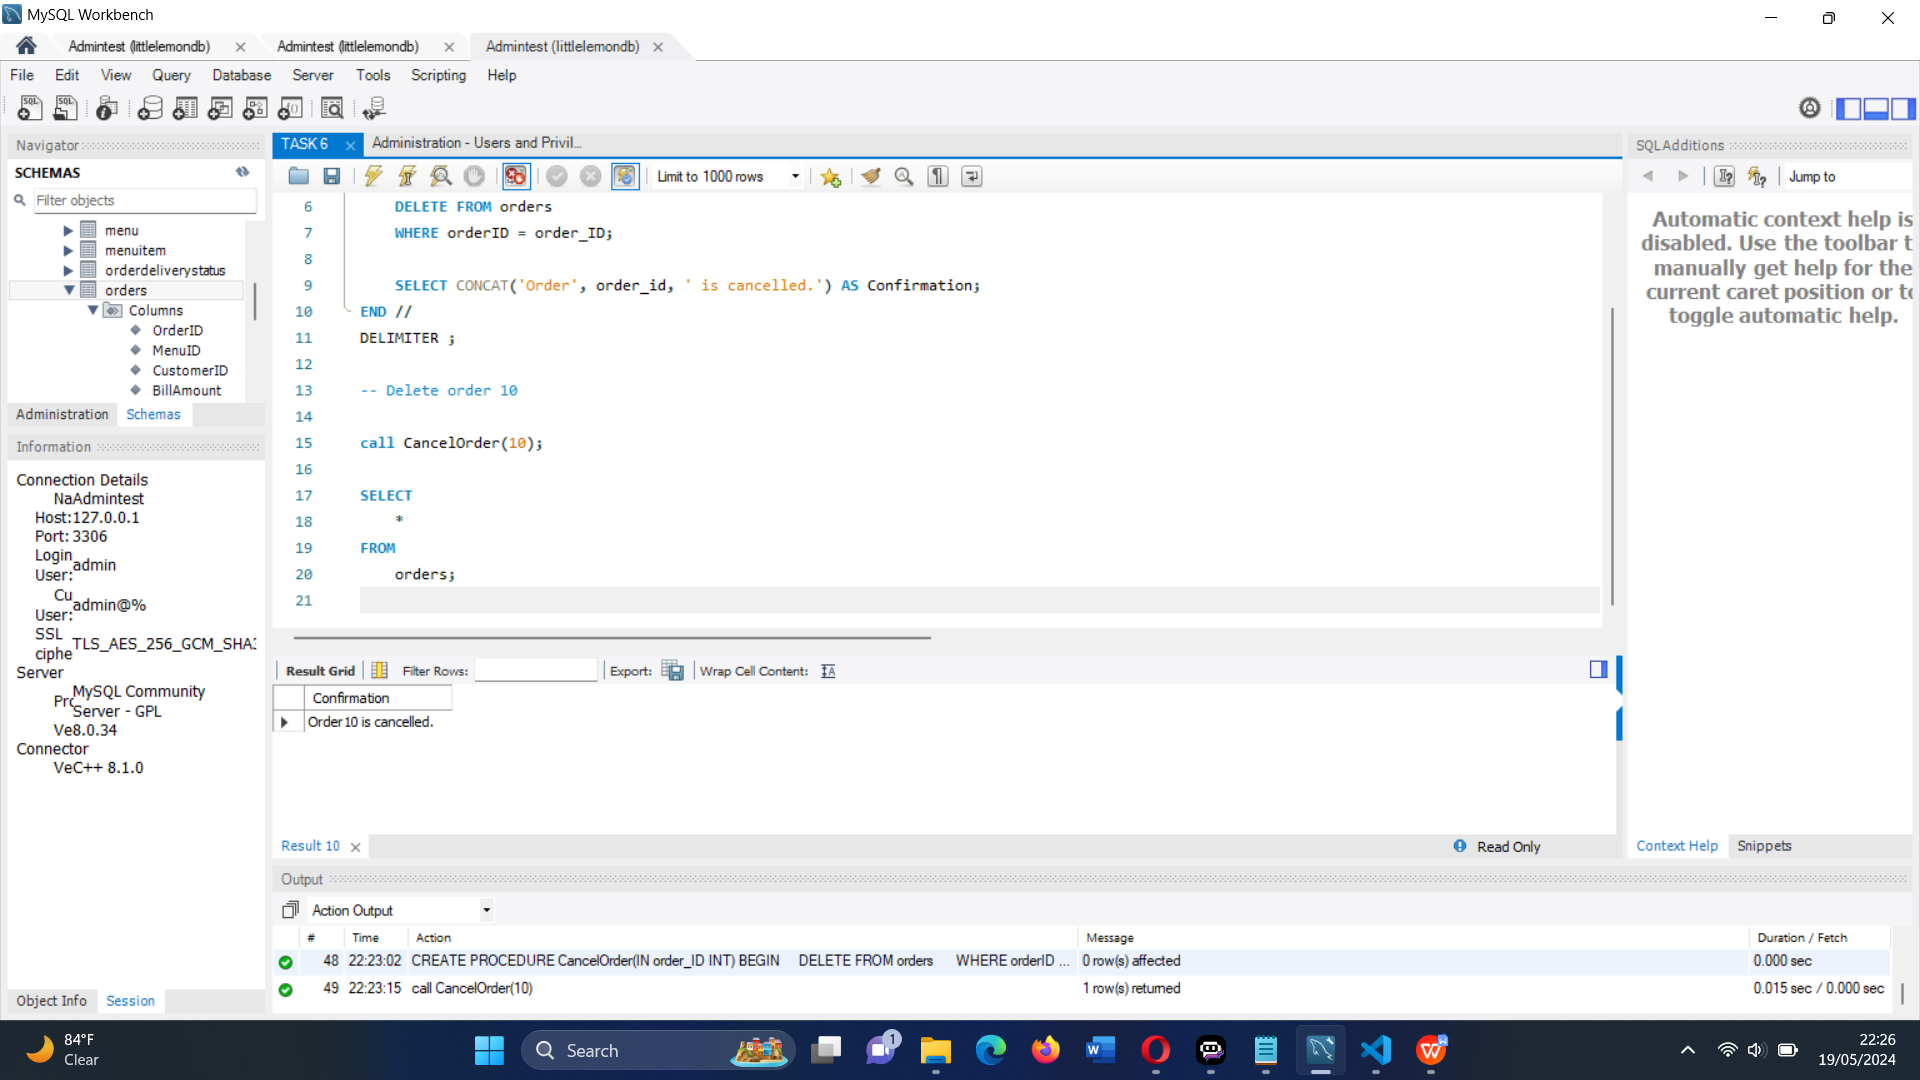 MySQL Workbench
Admintest (littlelemondb)
Admintest (littlelemondb)
Admintest (littlelemondb)
File Edit View Query Database Server Tools Scripting Help
Navigator
SCHEMAS
Filter objects
menu
menuitem
orderdeliverystatus
orders
Columns
OrderID
MenuID
CustomerID
BillAmount
Administration Schemas
Information
Connection Details
NaAdmintest
Host:127.0.0.1
Port: 3306
Login
User: admin
Cu
User: admin@%
SSL
ciphe TLS_AES_256_GCM_SHA3
Server
Prc MySQL Community
Server - GPL
Ve8.0.34
Connector
VeC++ 8.1.0
Object Info Session
TASK 6 Administration - Users and Privil...
Limit to 1000 rows
6 DELETE FROM orders
7 WHERE orderID = order_ID;
8
9 SELECT CONCAT('Order', order_id, ' is cancelled.') AS Confirmation;
10 END //
11 DELIMITER ;
12
13 -- Delete order 10
14
15 call CancelOrder(10);
16
17 SELECT
18 *
19 FROM
20 orders;
21
Result Grid Filter Rows: Export: Wrap Cell Content:
Confirmation
Order10 is cancelled.
Result 10 Read Only
Output
Action Output
# Time Action Message Duration / Fetch
48 22:23:02 CREATE PROCEDURE CancelOrder(IN order_ID INT) BEGIN DELETE FROM orders WHERE orderID ... 0 row(s) affected 0.000 sec
49 22:23:15 call CancelOrder(10) 1 row(s) returned 0.015 sec / 0.000 sec
SQLAdditions
Jump to
Automatic context help is
disabled. Use the toolbar t
manually get help for the
current caret position or to
toggle automatic help.
Context Help Snippets
84°F
Clear
Search
1
22:26
19/05/2024